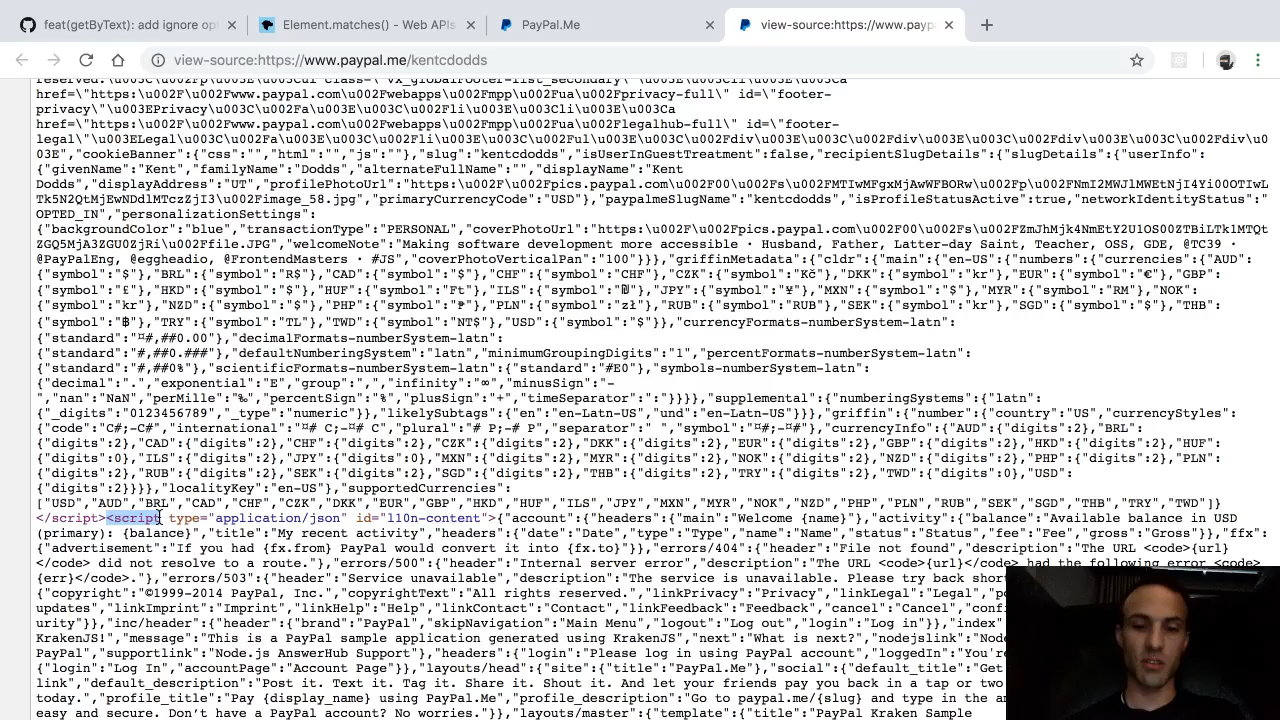 feat(getByText): add ignore opt
Element.matches() - Web APIs
PayPal.Me
view-source:https://www.payp
view-source:https://www.paypal.me/kentcdodds
reserved.\u003C\u002Fp\u003E\u003Cul class=\"vx_globalFooter-list_secondary\"\u003E\u003Cli\u003E\u003Ca
href=\"https:\u002F\u002Fwww.paypal.com\u002Fwebapps\u002Fmpp\u002Fua\u002Fprivacy-full\" id=\"footer-
privacy\"\u003EPrivacy\u003C\u002Fa\u003E\u003C\u002Fli\u003E\u003Cli\u003E\u003Ca
href=\"https:\u002F\u002Fwww.paypal.com\u002Fwebapps\u002Fmpp\u002Fua\u002Flegalhub-full\" id=\"footer-
legal\"\u003ELegal\u003C\u002Fa\u003E\u003C\u002Fli\u003E\u003C\u002Ful\u003E\u003C\u002Fdiv\u003E\u003C\u002Fdiv\u003E\u003C\u002Fdiv\u003E\u003C\u002Fdiv\u0
03E","cookieBanner":{"css":"","html":"","js":""},"slug":"kentcdodds","isUserInGuestTreatment":false,"recipientSlugDetails":{"slugDetails":{"userInfo":
{"givenName":"Kent","familyName":"Dodds","alternateFullName":"","displayName":"Kent
Dodds","displayAddress":"UT","profilePhotoUrl":"https:\u002F\u002Fpics.paypal.com\u002F00\u002Fs\u002FMTIwMFgxMjAwWFBORw\u002Fp\u002FNmI2MWJlMWEtNjI4Yi00OTIwL
Tk5N2QtMjEwNDdlMTczZjI3\u002Fimage_58.jpg","primaryCurrencyCode":"USD"},"paypalmeSlugName":"kentcdodds","isProfileStatusActive":true,"networkIdentityStatus":
"OPTED_IN","personalizationSettings":
{"backgroundColor":"blue","transactionType":"PERSONAL","coverPhotoUrl":"https:\u002F\u002Fpics.paypal.com\u002F00\u002Fs\u002FZmJhMjk4NmEtY2U1OS00ZTBiLTk1MTQt
ZGQ5MjA3ZGU0ZjRi\u002Ffile.JPG","welcomeNote":"Making software development more accessible · Husband, Father, Latter-day Saint, Teacher, OSS, GDE, @TC39 ·
@PayPalEng, @eggheadio, @FrontendMasters · #JS","coverPhotoVerticalPan":"100"}}},"griffinMetadata":{"cldr":{"main":{"en-US":{"numbers":{"currencies":{"AUD":
{"symbol":"$"},"BRL":{"symbol":"R$"},"CAD":{"symbol":"$"},"CHF":{"symbol":"CHF"},"CZK":{"symbol":"Kč"},"DKK":{"symbol":"kr"},"EUR":{"symbol":"€"},"GBP":
{"symbol":"£"},"HKD":{"symbol":"$"},"HUF":{"symbol":"Ft"},"ILS":{"symbol":"₪"},"JPY":{"symbol":"¥"},"MXN":{"symbol":"$"},"MYR":{"symbol":"RM"},"NOK":
{"symbol":"kr"},"NZD":{"symbol":"$"},"PHP":{"symbol":"₱"},"PLN":{"symbol":"zł"},"RUB":{"symbol":"RUB"},"SEK":{"symbol":"kr"},"SGD":{"symbol":"$"},"THB":
{"symbol":"฿"},"TRY":{"symbol":"TL"},"TWD":{"symbol":"NT$"},"USD":{"symbol":"$"}},"currencyFormats-numberSystem-latn":
{"standard":"¤#,##0.00"},"decimalFormats-numberSystem-latn":
{"standard":"#,##0.###"},"defaultNumberingSystem":"latn","minimumGroupingDigits":"1","percentFormats-numberSystem-latn":
{"standard":"#,##0%"},"scientificFormats-numberSystem-latn":{"standard":"#E0"},"symbols-numberSystem-latn":
{"decimal":".","exponential":"E","group":",","infinity":"∞","minusSign":"-
","nan":"NaN","perMille":"‰","percentSign":"%","plusSign":"+","timeSeparator":":"}}}},"supplemental":{"numberingSystems":{"latn":
{"_digits":"0123456789","_type":"numeric"}},"likelySubtags":{"en":"en-Latn-US","und":"en-Latn-US"}}},"griffin":{"number":{"country":"US","currencyStyles":
{"code":"C#;-C#","international":"¤# C;-¤# C","plural":"# P;-# P","separator":" ","symbol":"¤#;-¤#"},"currencyInfo":{"AUD":{"digits":2},"BRL":
{"digits":2},"CAD":{"digits":2},"CHF":{"digits":2},"CZK":{"digits":2},"DKK":{"digits":2},"EUR":{"digits":2},"GBP":{"digits":2},"HKD":{"digits":2},"HUF":
{"digits":0},"ILS":{"digits":2},"JPY":{"digits":0},"MXN":{"digits":2},"MYR":{"digits":2},"NOK":{"digits":2},"NZD":{"digits":2},"PHP":{"digits":2},"PLN":
{"digits":2},"RUB":{"digits":2},"SEK":{"digits":2},"SGD":{"digits":2},"THB":{"digits":2},"TRY":{"digits":2},"TWD":{"digits":0},"USD":
{"digits":2}}}},"localityKey":"en-US"},"supportedCurrencies":
["USD","AUD","BRL","CAD","CHF","CZK","DKK","EUR","GBP","HKD","HUF","ILS","JPY","MXN","MYR","NOK","NZD","PHP","PLN","RUB","SEK","SGD","THB","TRY","TWD"]}
</script><script type="application/json" id="l10n-content">{"account":{"headers":{"main":"Welcome {name}"},"activity":{"balance":"Available balance in USD
(primary): {balance}","title":"My recent activity","headers":{"date":"Date","type":"Type","name":"Name","status":"Status","fee":"Fee","gross":"Gross"}},"ffx":
{"advertisement":"If you had {fx.from} PayPal would convert it into {fx.to}"}},"errors/404":{"header":"File not found","description":"The URL <code>{url}
</code> did not resolve to a route."},"errors/500":{"header":"Internal server error","description":"The URL <code>{url}</code> had the following error <code>
{err}</code>."},"errors/503":{"header":"Service unavailable","description":"The service is unavailable. Please try back short
{"copyright":"©1999-2014 PayPal, Inc.","copyrightText":"All rights reserved.","linkPrivacy":"Privacy","linkLegal":"Legal","po
updates","linkImprint":"Imprint","linkHelp":"Help","linkContact":"Contact","linkFeedback":"Feedback","cancel":"Cancel","conf
urity"}},"inc/header":{"header":{"brand":"PayPal","skipNavigation":"Main Menu","logout":"Log out","login":"Log in"}},"index"
KrakenJS!","message":"This is a PayPal sample application generated using KrakenJS","next":"What is next?","nodejslink":"Nod
PayPal","supportlink":"Node.js AnswerHub Support"},"headers":{"login":"Please log in using PayPal account","loggedIn":"You're
{"login":"Log In","accountPage":"Account Page"}},"layouts/head":{"site":{"title":"PayPal.Me"},"social":{"default_title":"Get
link","default_description":"Post it. Text it. Tag it. Share it. Shout it. And let your friends pay you back in a tap or two
today.","profile_title":"Pay {display_name} using PayPal.Me","profile_description":"Go to paypal.me/{slug} and type in the am
easy and secure. Don’t have a PayPal account? No worries."}},"layouts/master":{"template":{"title":"PayPal Kraken Sample